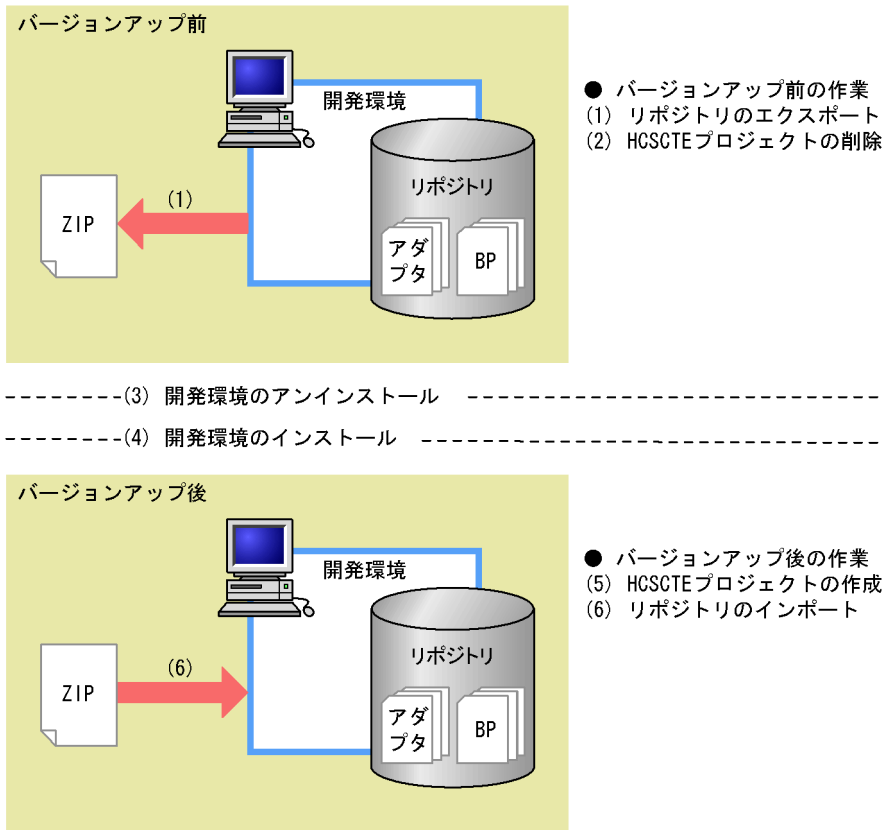 バージョンアップ前
開発環境
● バージョンアップ前の作業
(1) リポジトリのエクスポート
(2) HCSCTEプロジェクトの削除
リポジトリ
(1)
ZIP
アダ
プタ
BP
(3) 開発環境のアンインストール
(4) 開発環境のインストール
バージョンアップ後
開発環境
● バージョンアップ後の作業
(5) HCSCTEプロジェクトの作成
(6) リポジトリのインポート
リポジトリ
(6)
ZIP
アダ
プタ
BP